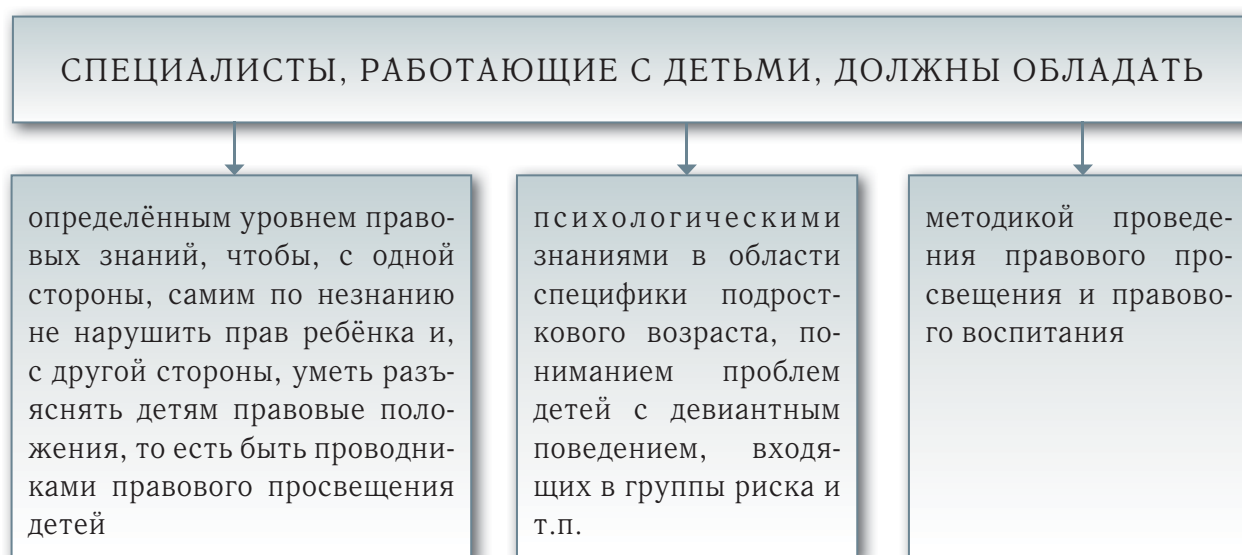 СПЕЦИАЛИСТЫ, РАБОТАЮЩИЕ С ДЕТЬМИ, ДОЛЖНЫ ОБЛАДАТЬ
определённым уровнем право-
вых знаний, чтобы, с одной
стороны, самим по незнанию
не нарушить прав ребёнка и,
с другой стороны, уметь разъ-
яснять детям правовые поло-
жения, то есть быть проводни-
ками правового просвещения
детей
психологическими
знаниями в области
специфики подрост-
кового возраста, по-
ниманием проблем
детей с девиантным
поведением, входя-
щих в группы риска и
т.п.
методикой проведе-
ния правового про-
свещения и правово-
го воспитания